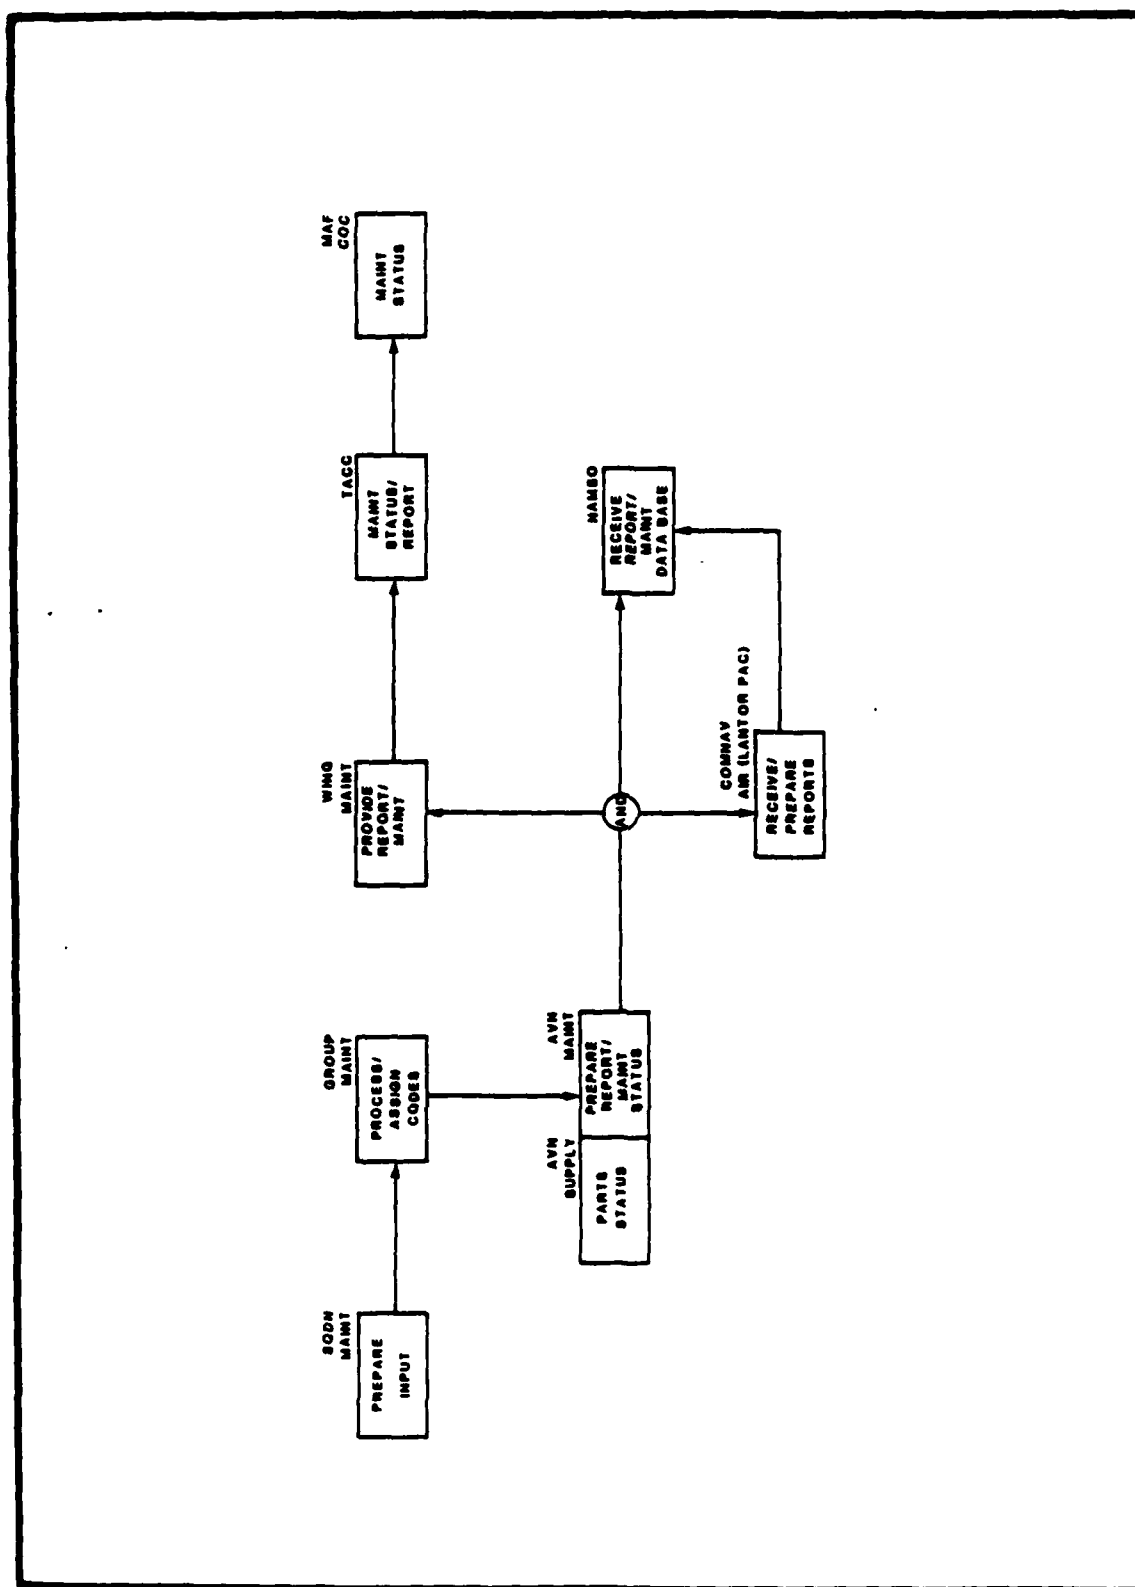 SQDN
MAINT
PREPARE
INPUT
GROUP
MAINT
PROCESS/
ASSIGN
CODES
WING
MAINT
PROVIDE
REPORT/
MAINT
TACC
MAINT
STATUS/
REPORT
MAF
COC
MAINT
STATUS
AVN
SUPPLY
PARTS
STATUS
AVN
MAINT
PREPARE
REPORT/
MAINT
STATUS
AND
NAMSO
RECEIVE
REPORT/
MAINT
DATA BASE
COMNAV
AIR (LANT OR PAC)
RECEIVE/
PREPARE
REPORTS